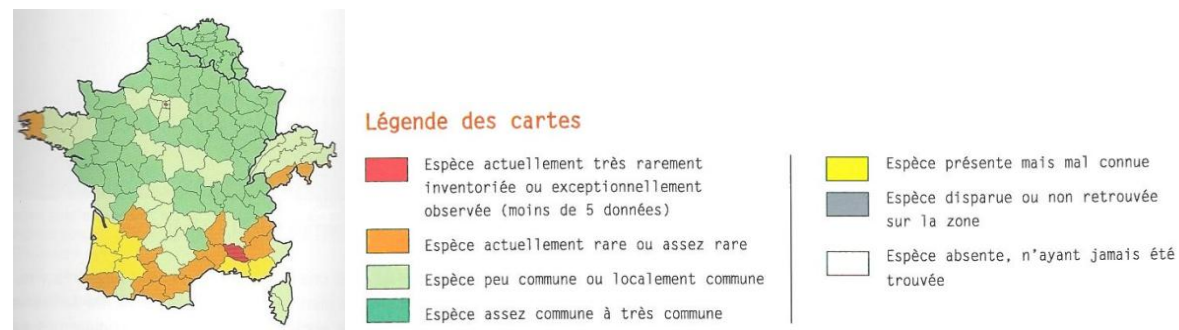 Légende des cartes
Espèce actuellement très rarement
inventoriée ou exceptionnellement
observée (moins de 5 données)
Espèce actuellement rare ou assez rare
Espèce peu commune ou localement commune
Espèce assez commune à très commune
Espèce présente mais mal connue
Espèce disparue ou non retrouvée
sur la zone
Espèce absente, n'ayant jamais été
trouvée